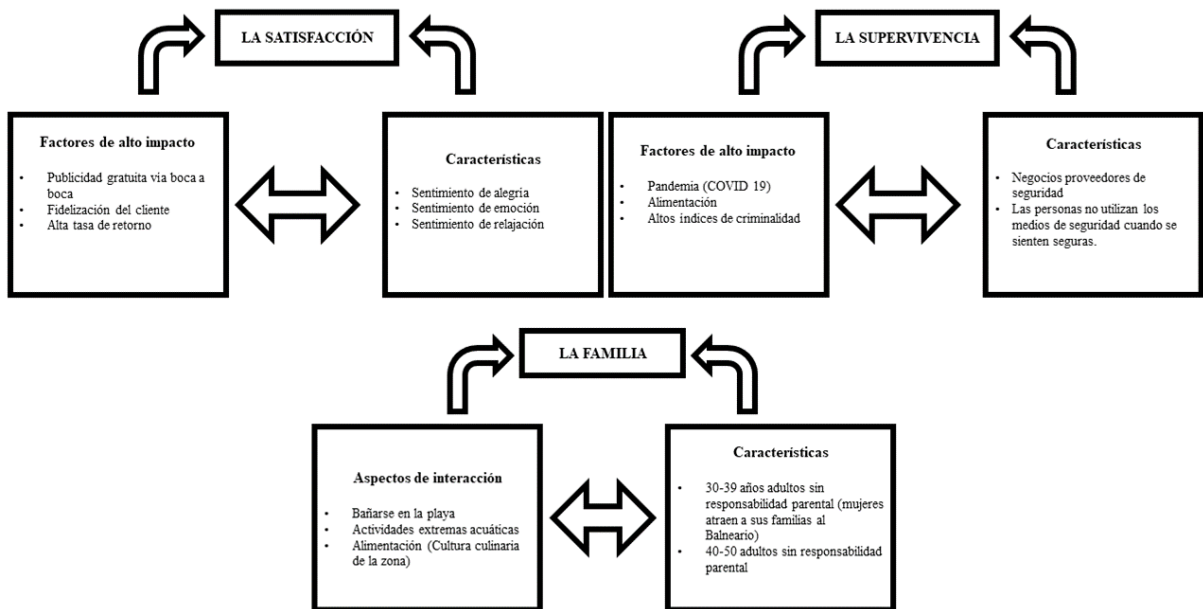 LA SATISFACCIÓN
Factores de alto impacto
• Publicidad gratuita via boca a
boca
• Fidelización del cliente
• Alta tasa de retorno
Características
• Sentimiento de alegria
• Sentimiento de emoción
• Sentimiento de relajación
LA SUPERVIVENCIA
Factores de alto impacto
• Pandemia (COVID 19)
• Alimentación
• Altos índices de criminalidad
Características
• Negocios proveedores de
seguridad
• Las personas no utilizan los
medios de seguridad cuando se
sienten seguras.
LA FAMILIA
Aspectos de interacción
• Bañarse en la playa
• Actividades extremas acuáticas
• Alimentación (Cultura culinaria
de la zona)
Características
• 30-39 años adultos sin
responsabilidad parental (mujeres
atraen a sus familias al
Balneario)
• 40-50 adultos sin responsabilidad
parental